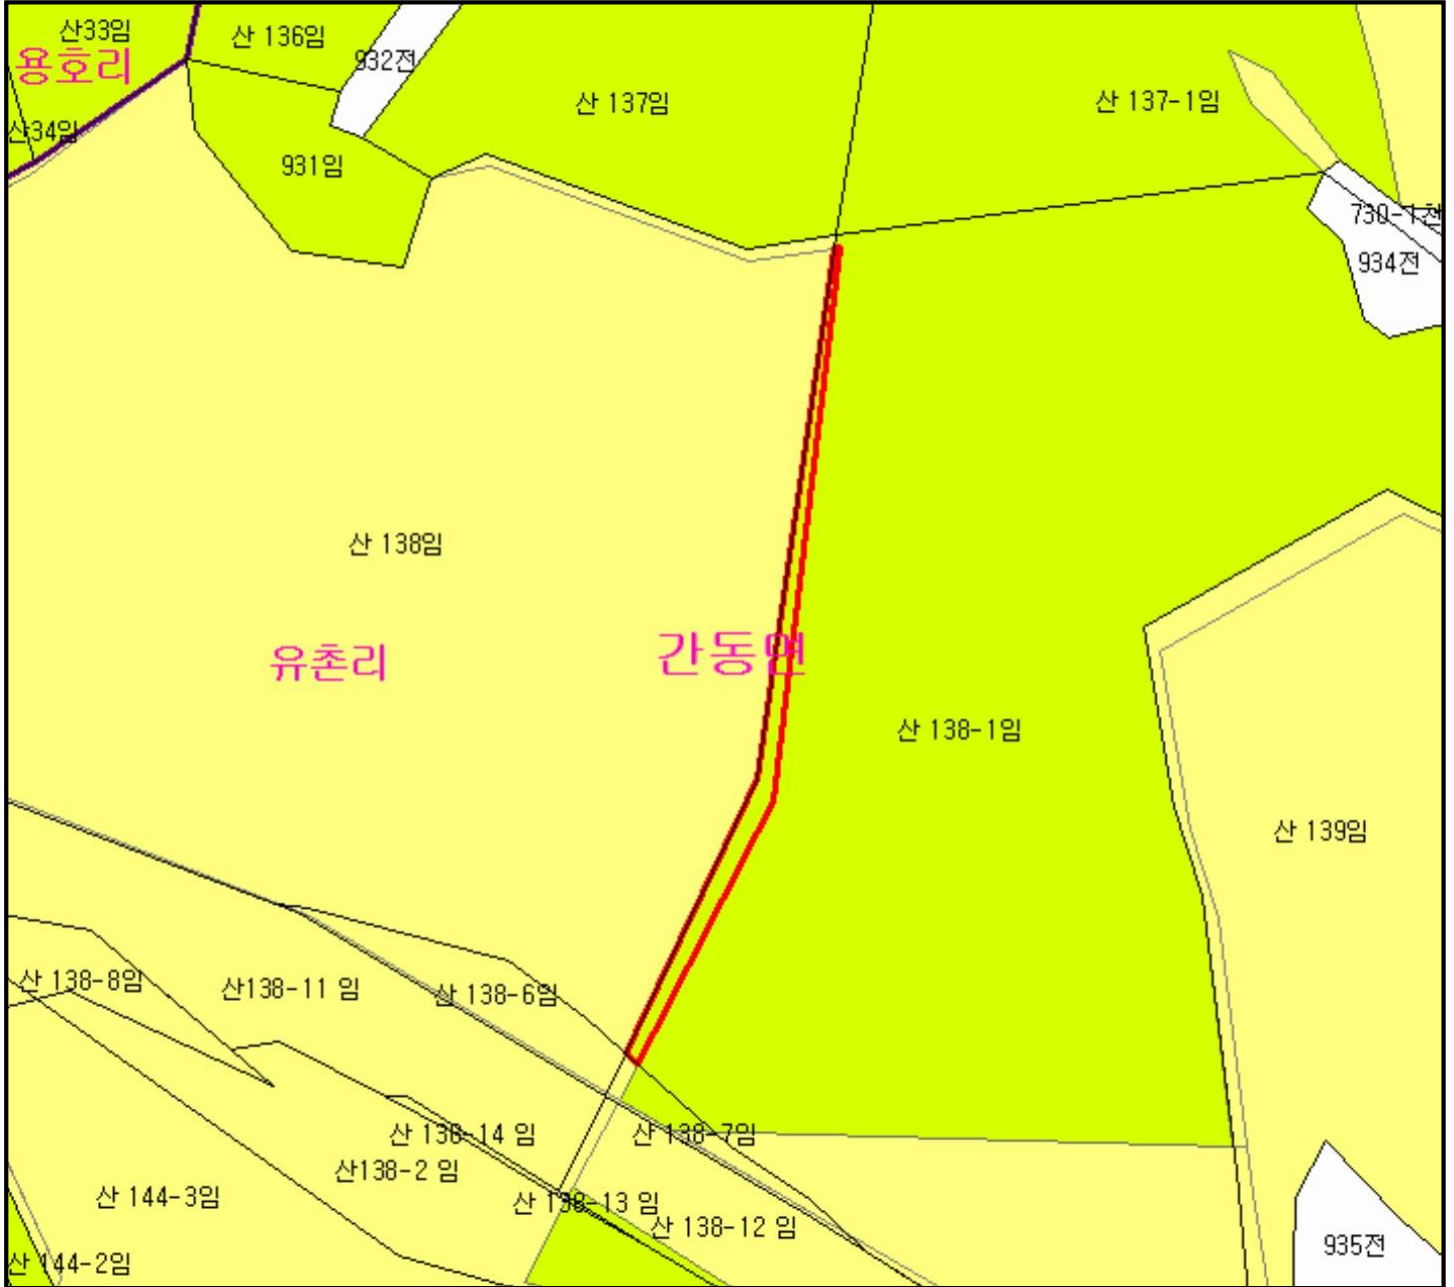 산33임
산 136임
932전
용호리
산 137임
산 137-1임
산34임
931임
730-1천
934전
산 138임
유촌리
간동면
산 138-1임
산 139임
산 138-8임
산138-11 임
산 138-6임
산 138-14 임
산 138-7임
산138-2 임
산 144-3임
산 138-13 임
산 138-12 임
935전
산 144-2임